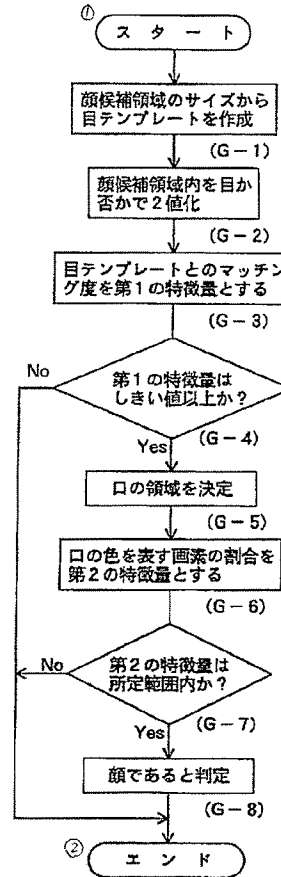 ①
スタート
顔候補領域のサイズから
目テンプレートを作成
(G－1)
顔候補領域内を目か
否かで2値化
(G－2)
目テンプレートとのマッチン
グ度を第1の特徴量とする
(G－3)
No
第1の特徴量は
しきい値以上か？
Yes
(G－4)
口の領域を決定
(G－5)
口の色を表す画素の割合を
第2の特徴量とする
(G－6)
No
第2の特徴量は
所定範囲内か？
Yes
(G－7)
顔であると判定
(G－8)
②
エンド